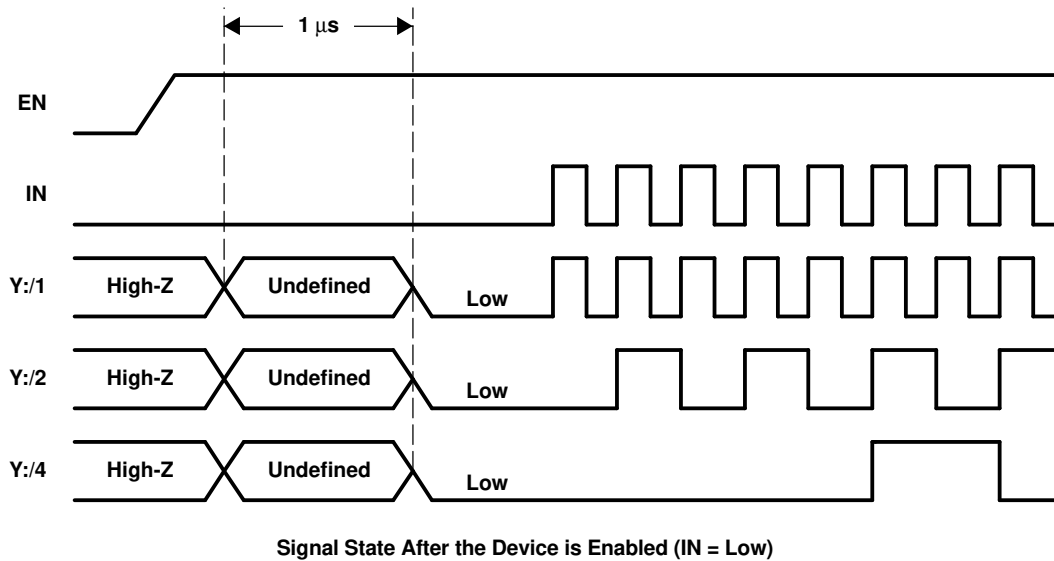 1 μs
EN
IN
Y:/1 High-Z Undefined Low
Y:/2 High-Z Undefined Low
Y:/4 High-Z Undefined Low
Signal State After the Device is Enabled (IN = Low)